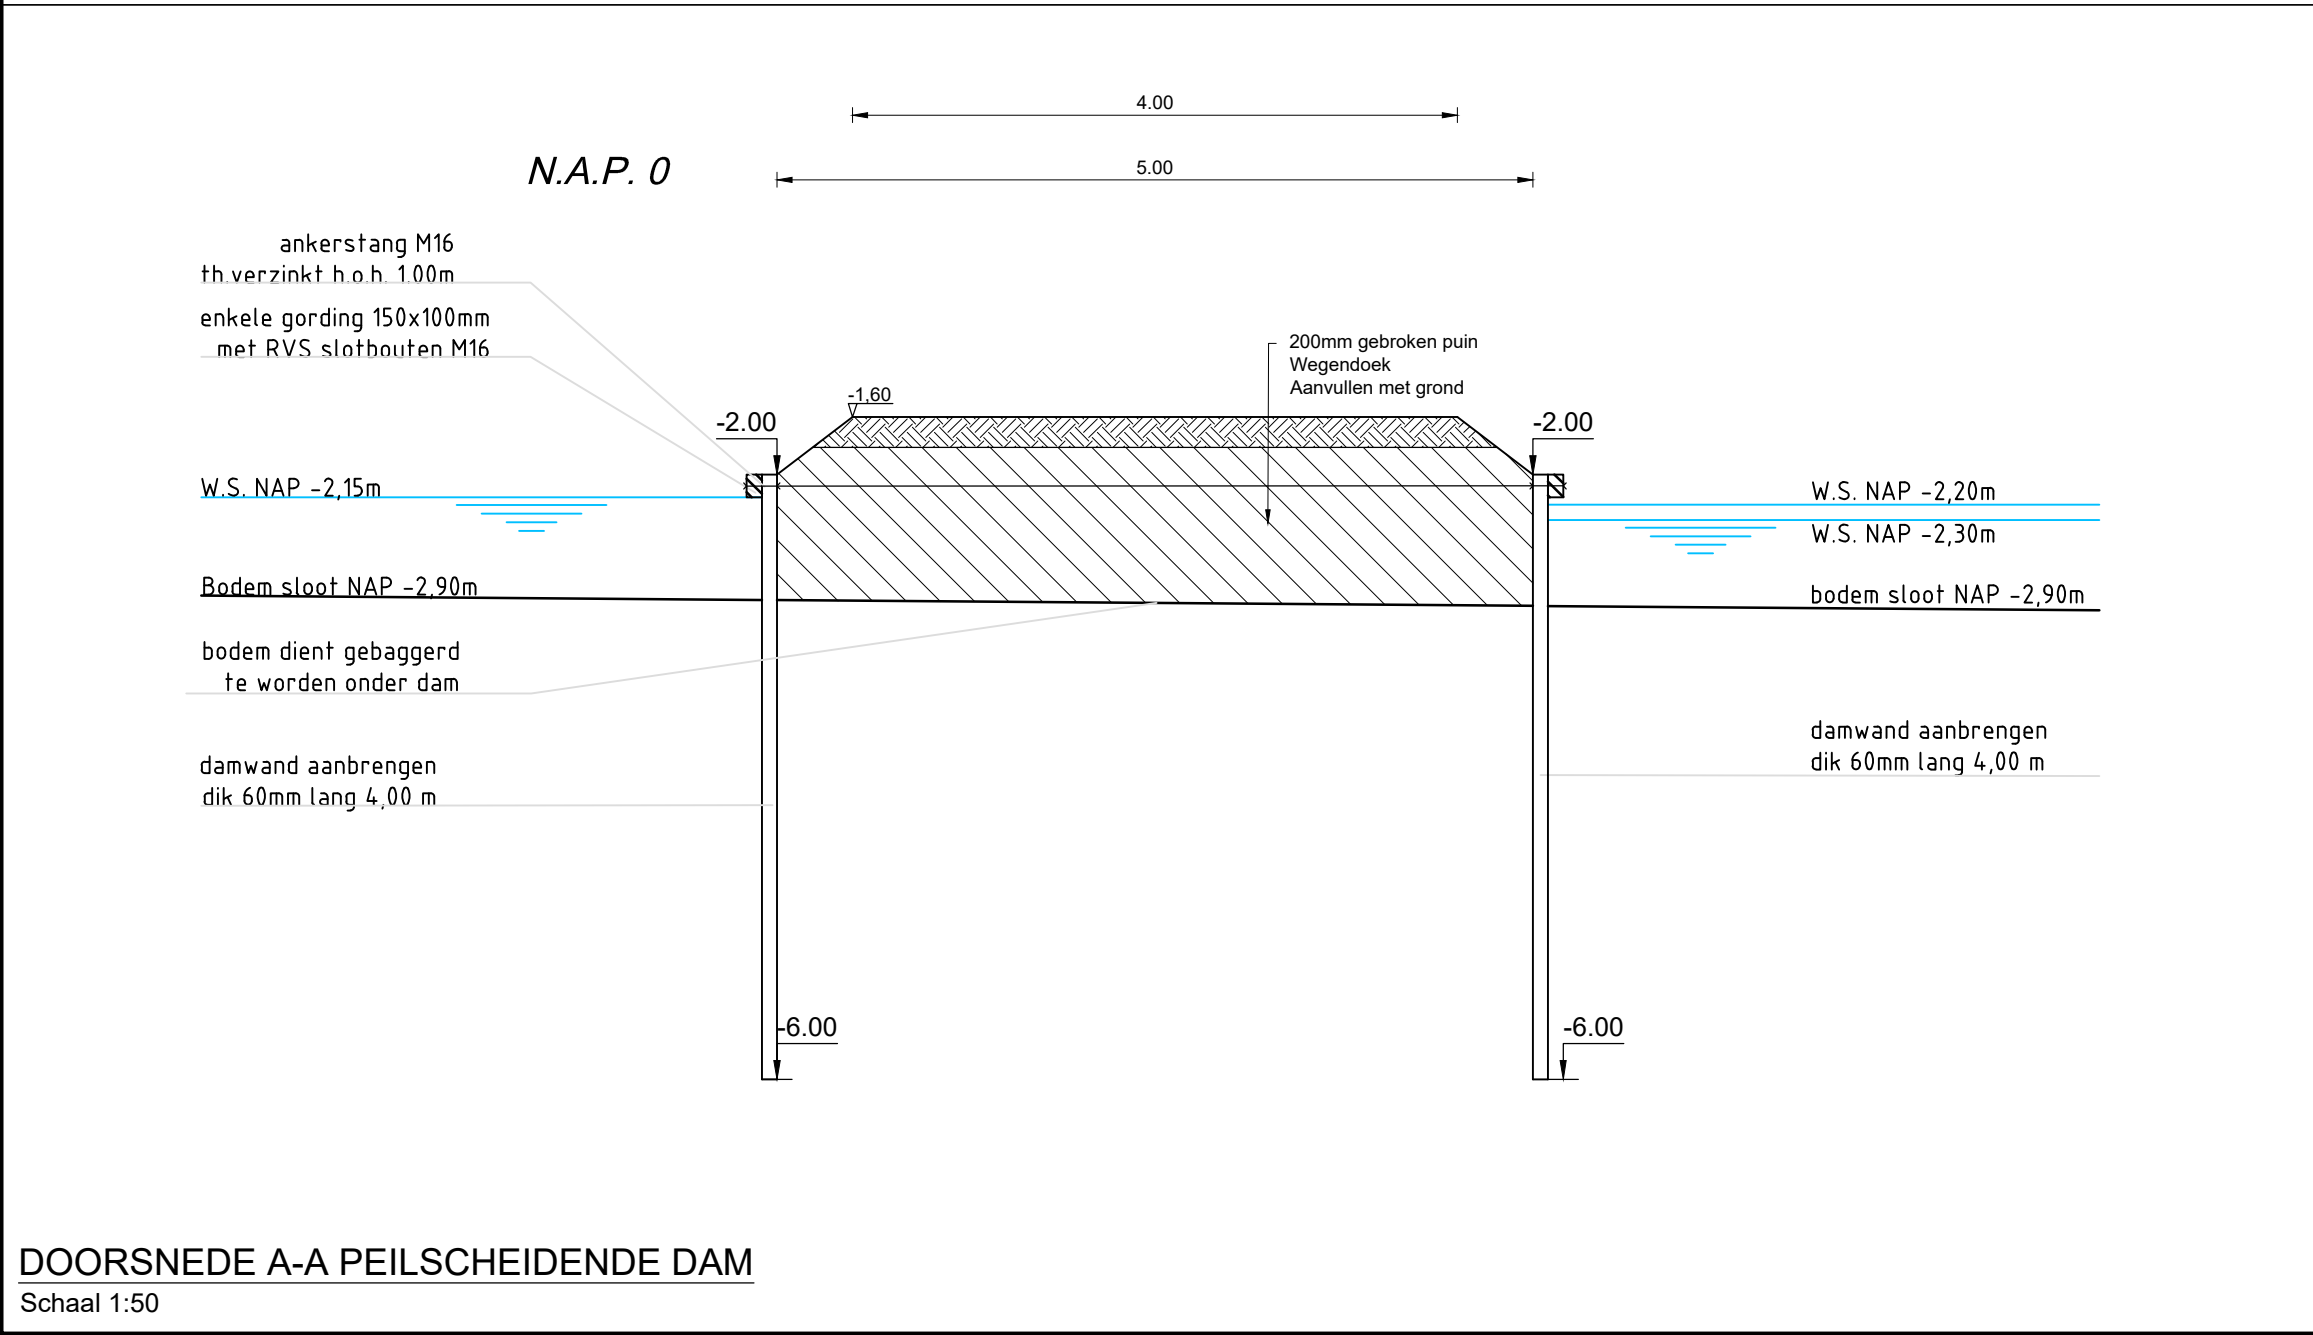 4.00
N.A.P. 0
5.00
ankerstang M16
th.verzinkt h.o.h. 1.00m
enkele gording 150x100mm
met RVS slotbouten M16
200mm gebroken puin
Wegendoek
Aanvullen met grond
-1,60
-2.00
-2.00
W.S. NAP -2,15m
W.S. NAP -2,20m
W.S. NAP -2,30m
Bodem sloot NAP -2,90m
bodem sloot NAP -2,90m
bodem dient gebaggerd
te worden onder dam
damwand aanbrengen
dik 60mm lang 4,00 m
damwand aanbrengen
dik 60mm lang 4,00 m
-6.00
-6.00
DOORSNEDE A-A PEILSCHEIDENDE DAM
Schaal 1:50